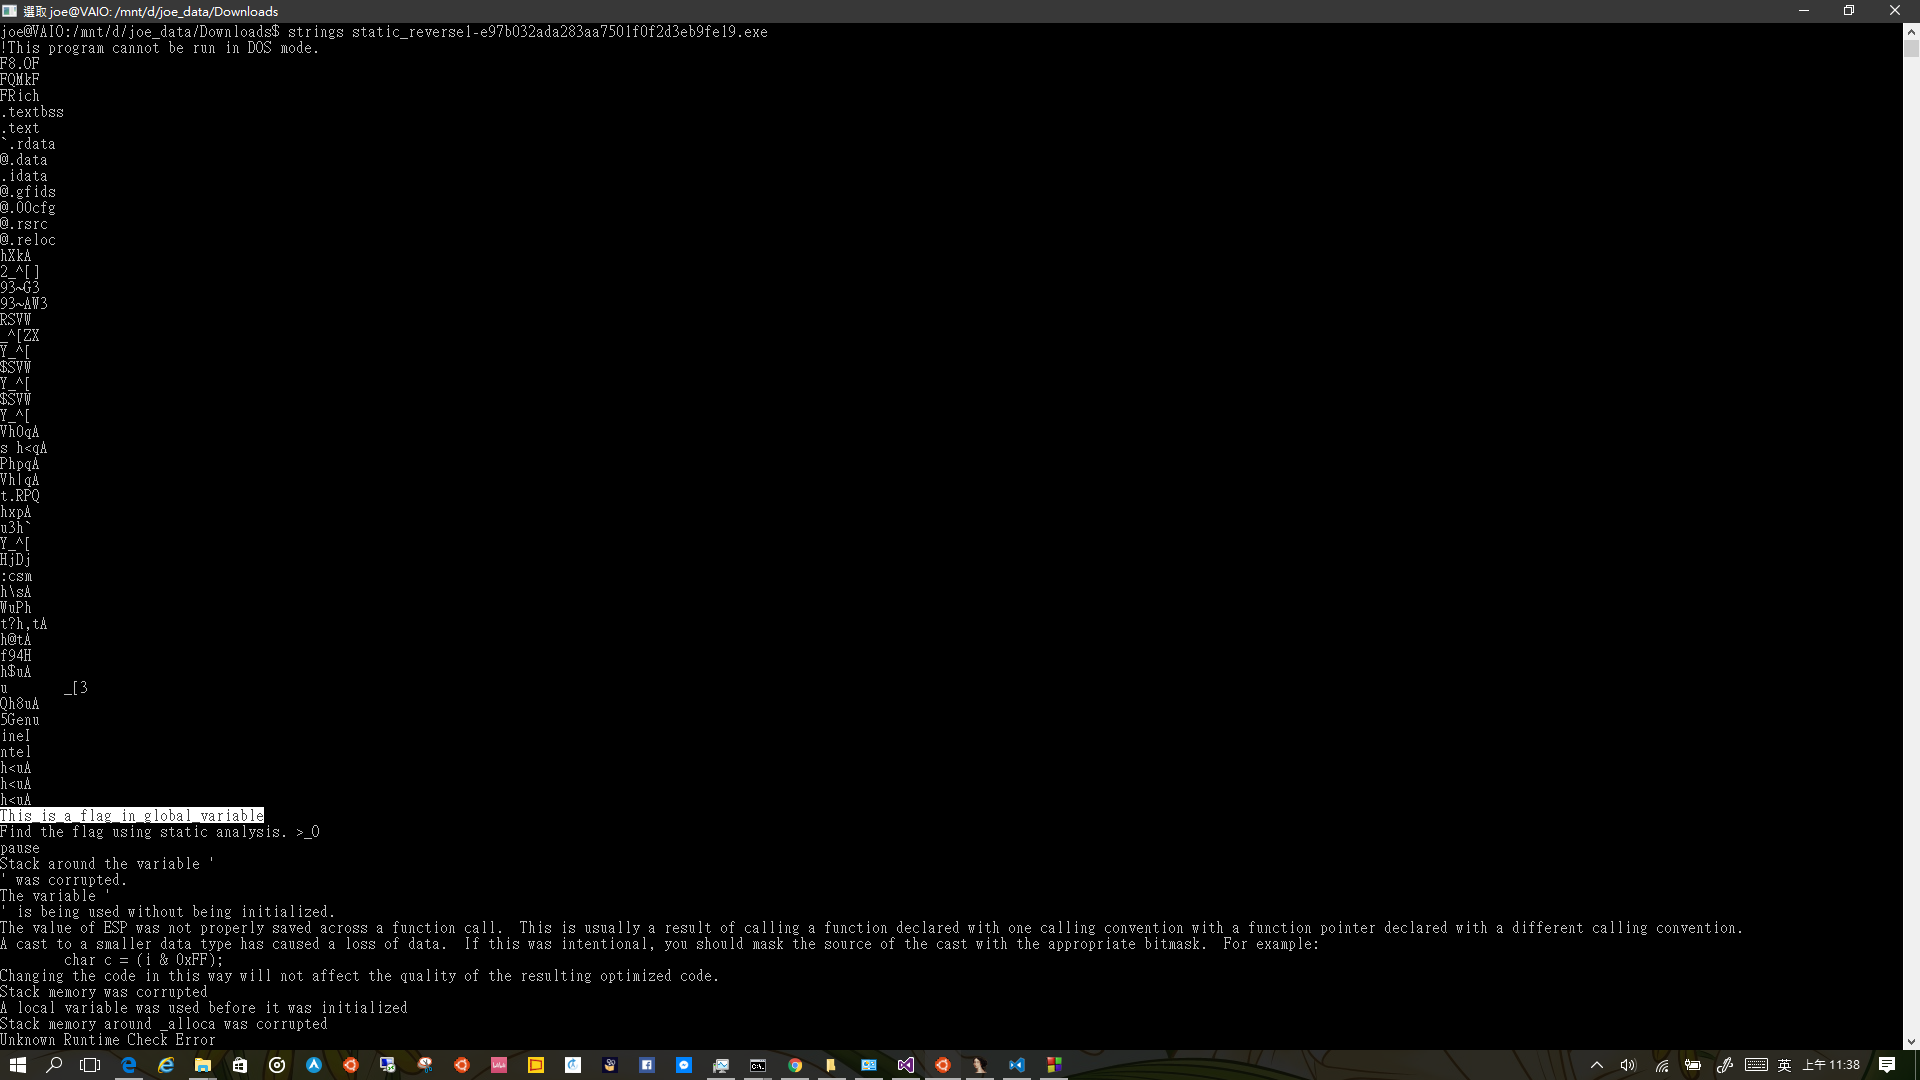 選取 joe@VAIO: /mnt/d/joe_data/Downloads
joe@VAIO:/mnt/d/joe_data/Downloads$ strings static_reverse1-e97b032ada283aa7501f0f2d3eb9fe19.exe
!This program cannot be run in DOS mode.
F8.OF
FQMkF
FRich
.textbss
.text
`.rdata
@.data
.idata
@.gfids
@.00cfg
@.rsrc
@.reloc
hXkA
2_^[]
93~G3
93~AW3
RSVW
_^[ZX
Y_^[
$SVW
Y_^[
$SVW
Y_^[
VhOqA
s h<qA
PhpqA
Vh|qA
t.RPQ
hxpA
u3h`
Y_^[
HjDj
:csm
h\sA
WuPh
t?h,tA
h@tA
f94H
h$uA
u	_[3
Qh8uA
5Genu
ineI
ntel
h<uA
h<uA
h<uA
This_is_a_flag_in_global_variable
Find the flag using static analysis. >_O
pause
Stack around the variable '
' was corrupted.
The variable '
' is being used without being initialized.
The value of ESP was not properly saved across a function call.  This is usually a result of calling a function declared with one calling convention with a function pointer declared with a different calling convention.
A cast to a smaller data type has caused a loss of data.  If this was intentional, you should mask the source of the cast with the appropriate bitmask.  For example:
char c = (i & 0xFF);
Changing the code in this way will not affect the quality of the resulting optimized code.
Stack memory was corrupted
A local variable was used before it was initialized
Stack memory around _alloca was corrupted
Unknown Runtime Check Error
英 上午 11:38